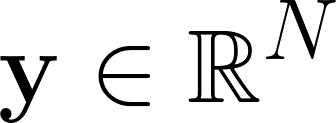 𝐲 ∈ ℝ^N